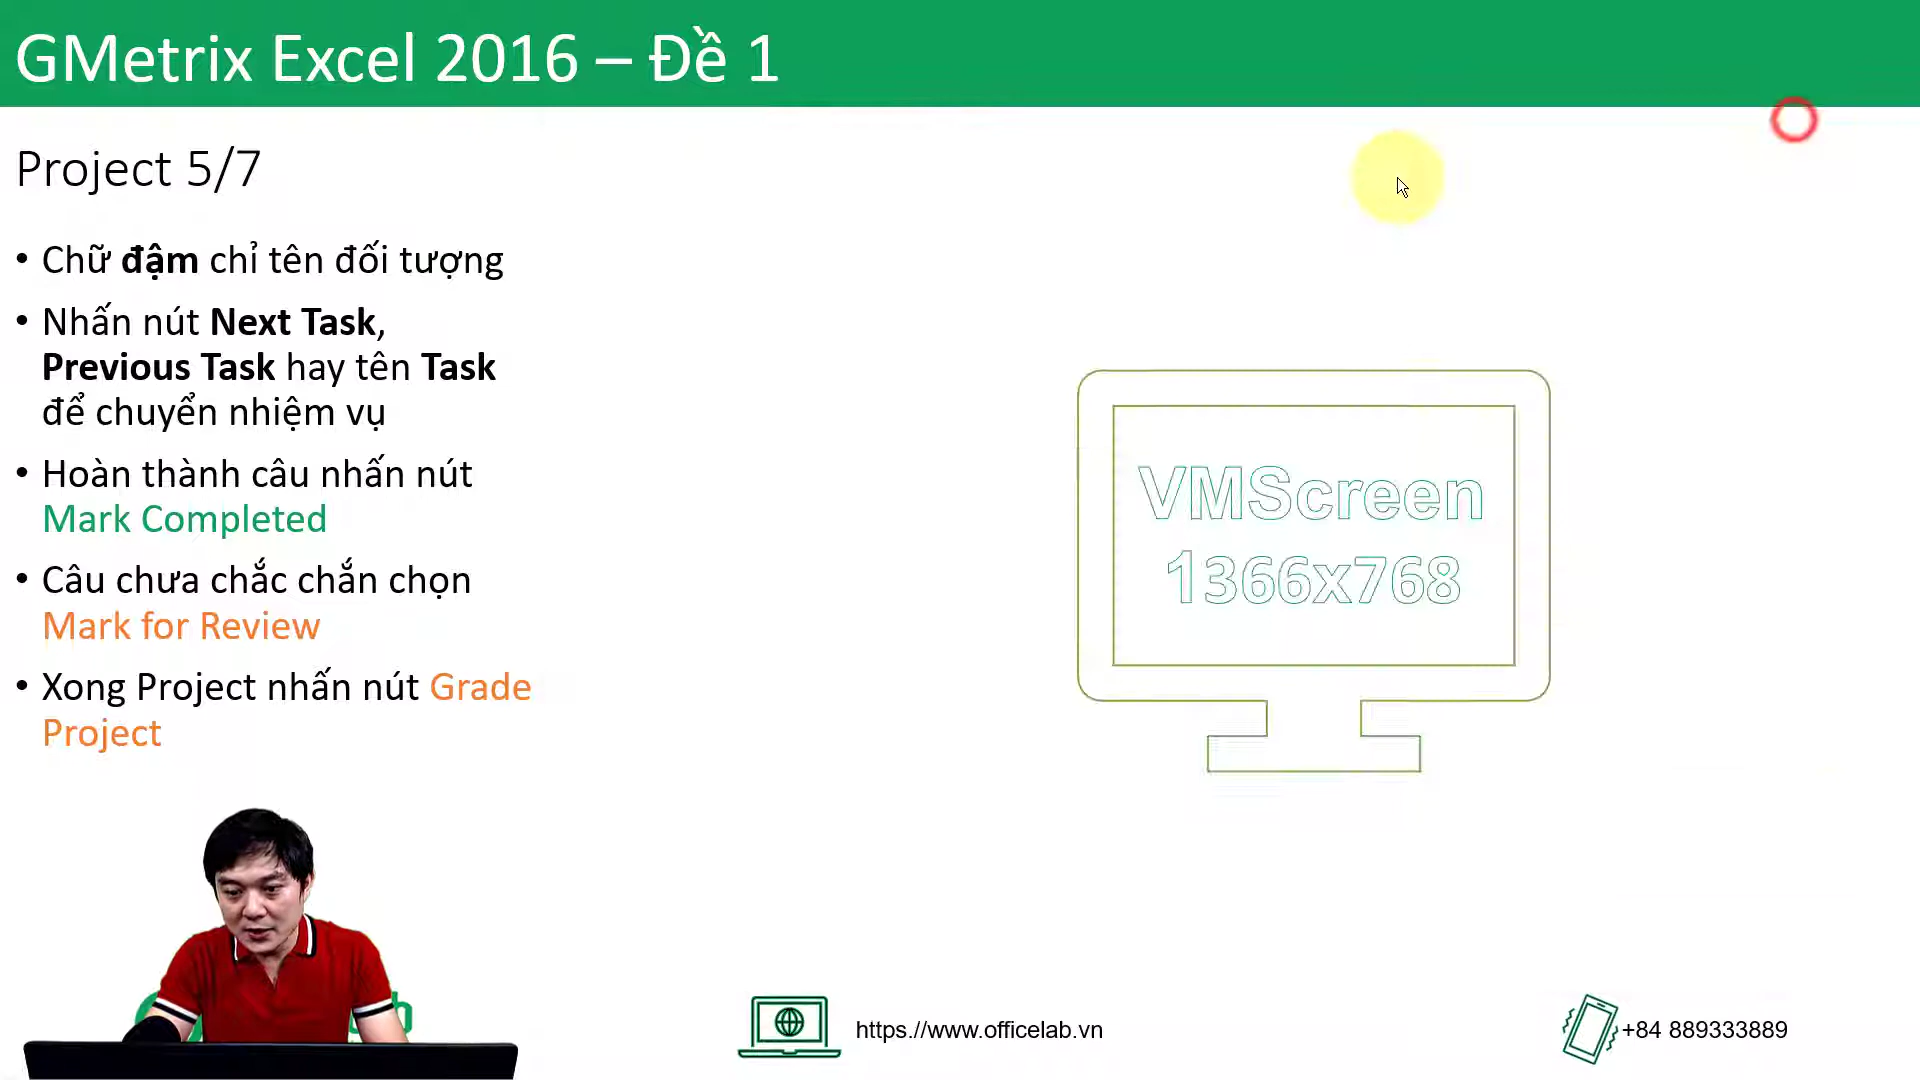 GMetrix Excel 2016 – Đề 1
Project 5/7
• Chữ đậm chỉ tên đối tượng
• Nhấn nút Next Task,
Previous Task hay tên Task
để chuyển nhiệm vụ
• Hoàn thành câu nhấn nút
Mark Completed
• Câu chưa chắc chắn chọn
Mark for Review
• Xong Project nhấn nút Grade
Project
VMScreen
1366x768
https.//www.officelab.vn
+84 889333889